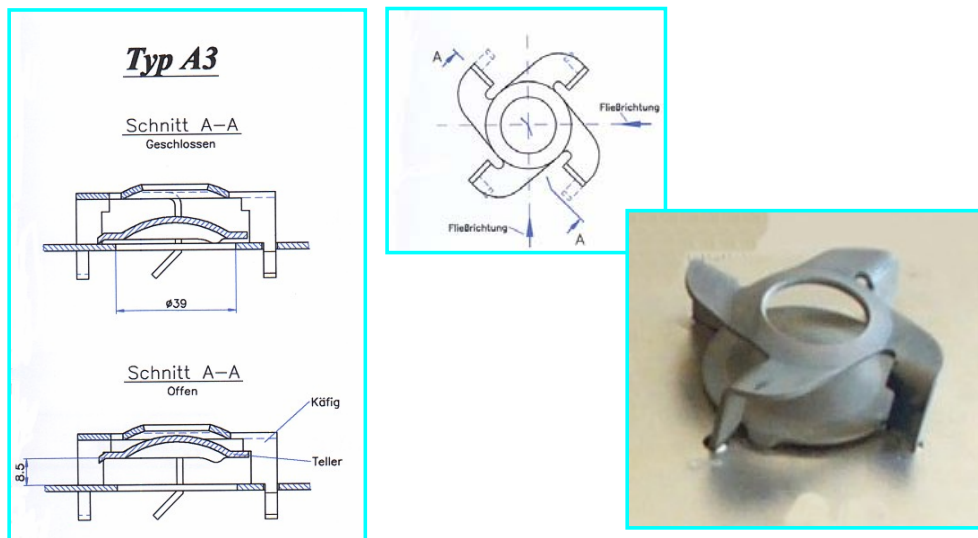 Typ A3
Schnitt A-A
Geschlossen
ø39
Schnitt A-A
Offen
Käfig
Teller
8.5
A
Fließrichtung
Fließrichtung
A